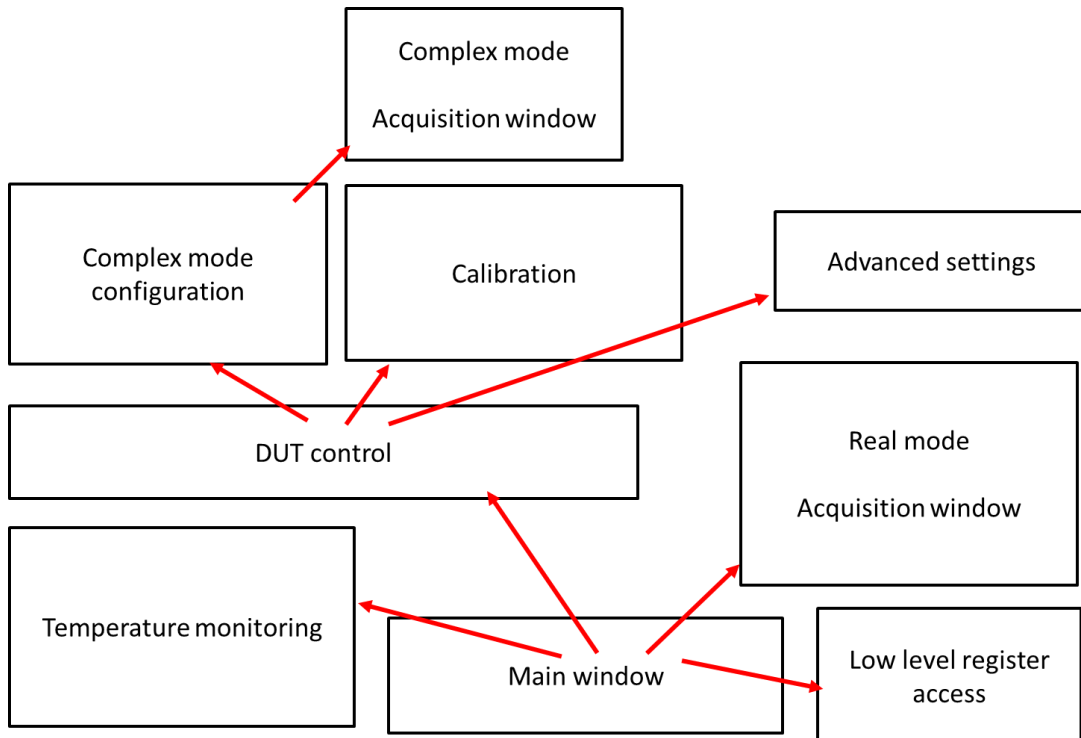 Complex mode
Acquisition window
Complex mode
configuration
Calibration
Advanced settings
DUT control
Real mode
Acquisition window
Temperature monitoring
Main window
Low level register
access